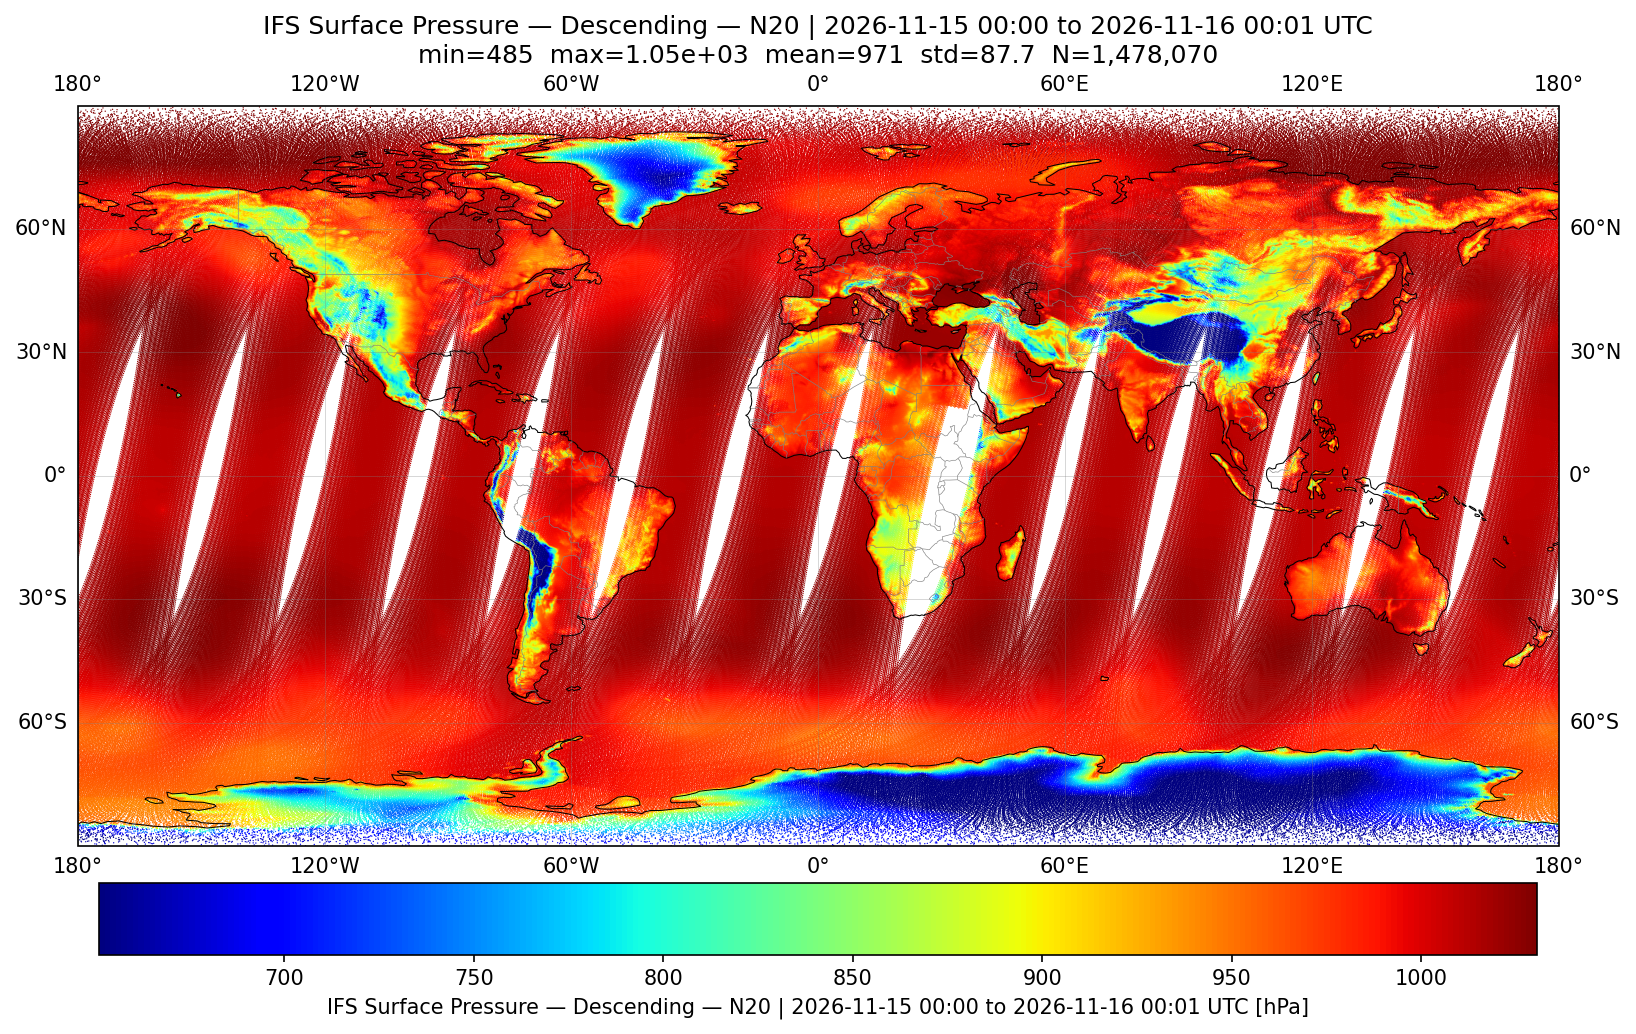 IFS Surface Pressure — Descending — N20 | 2026-11-15 00:00 to 2026-11-16 00:01 UTC
min=485 max=1.05e+03 mean=971 std=87.7 N=1,478,070
180° 120°W 60°W 0° 60°E 120°E 180°
60°N 60°N
30°N 30°N
0° 0°
30°S 30°S
60°S 60°S
180° 120°W 60°W 0° 60°E 120°E 180°
700 750 800 850 900 950 1000
IFS Surface Pressure — Descending — N20 | 2026-11-15 00:00 to 2026-11-16 00:01 UTC [hPa]